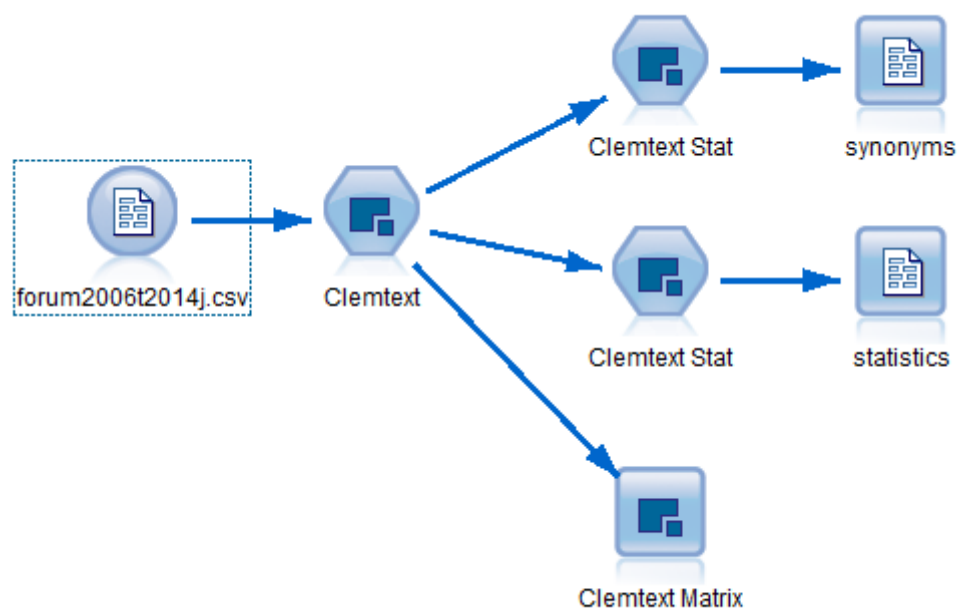 Clemtext Stat
synonyms
forum2006t2014j.csv
Clemtext
Clemtext Stat
statistics
Clemtext Matrix